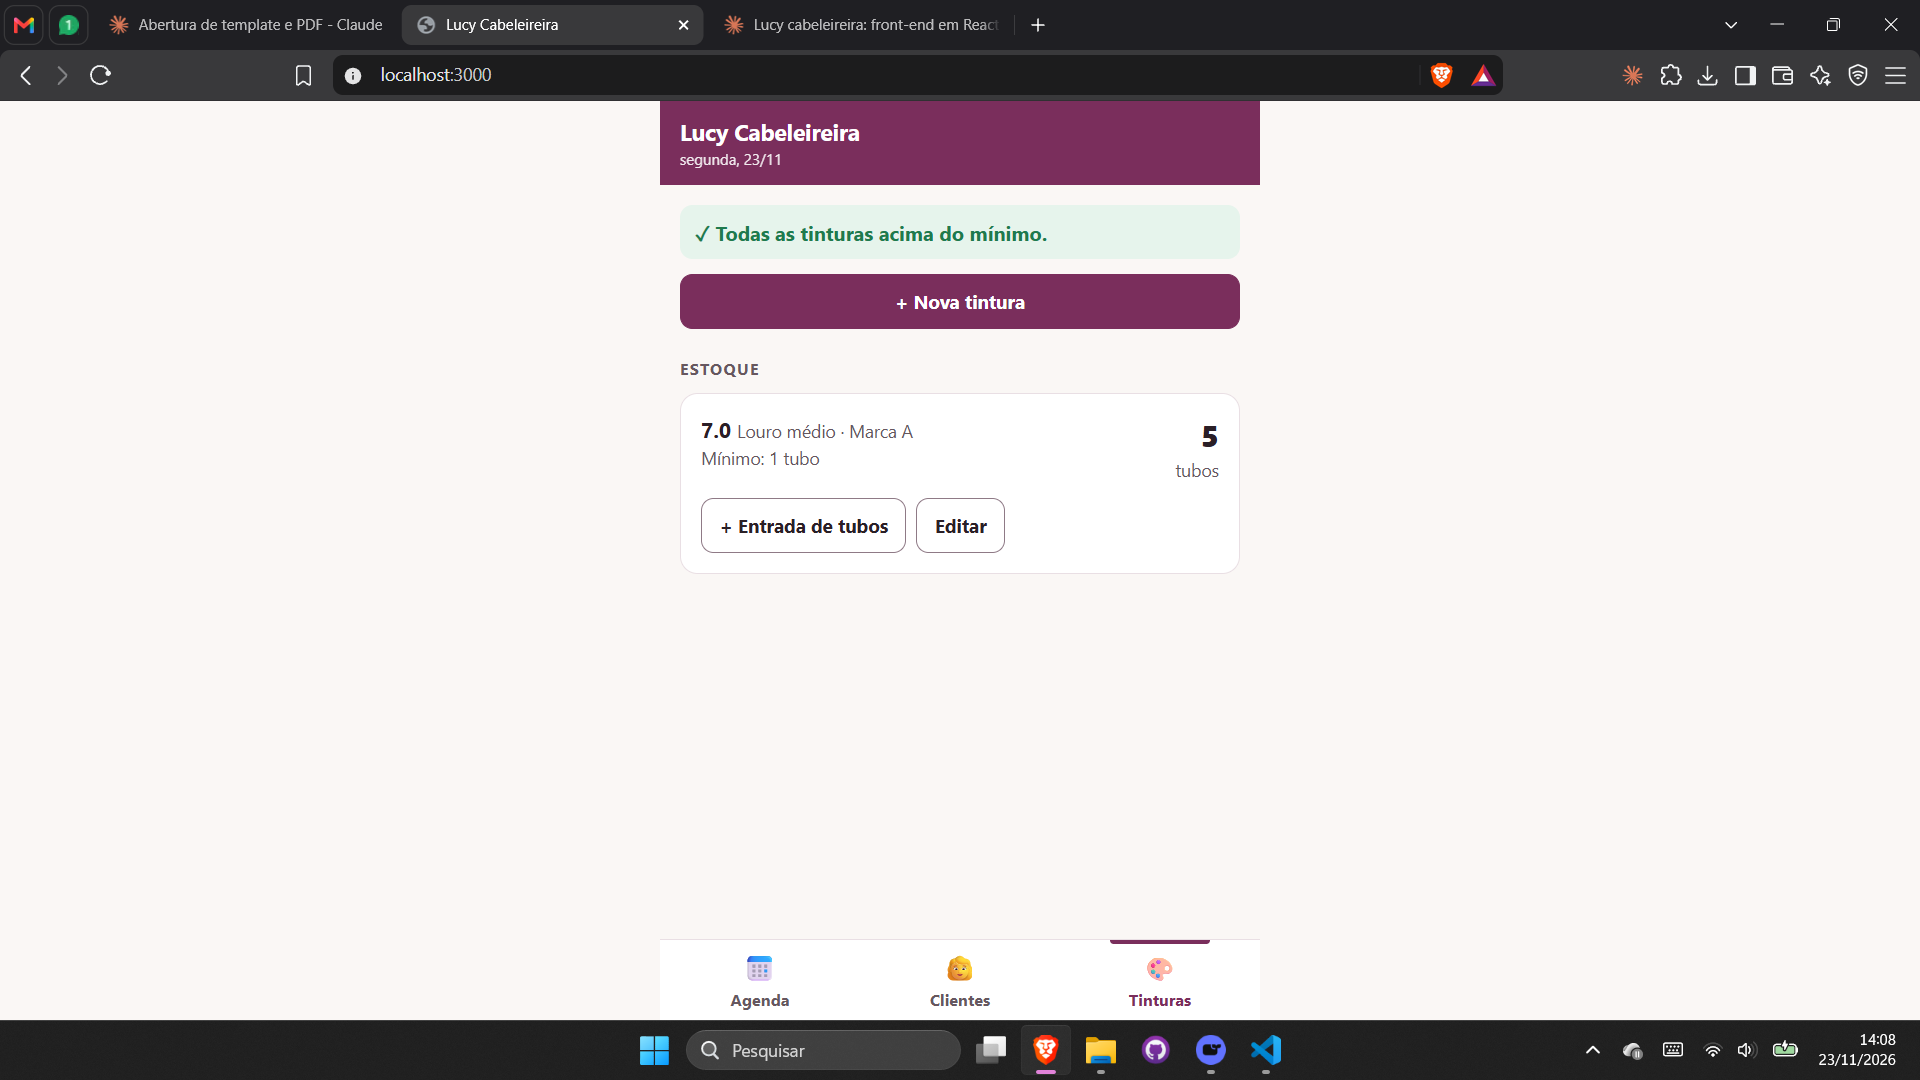 1
Abertura de template e PDF - Claude
Lucy Cabeleireira
Lucy cabeleireira: front-end em React
localhost:3000
Lucy Cabeleireira
segunda, 23/11
✓ Todas as tinturas acima do mínimo.
+ Nova tintura
ESTOQUE
7.0 Louro médio · Marca A
5
Mínimo: 1 tubo
tubos
+ Entrada de tubos
Editar
Agenda
Clientes
Tinturas
Pesquisar
14:08
23/11/2026